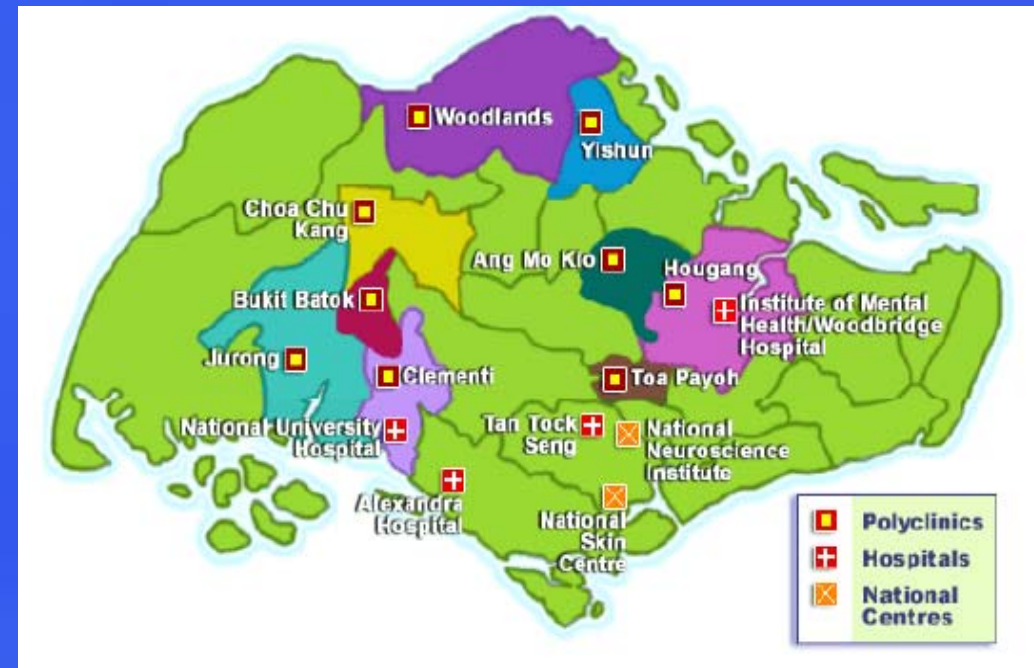 Woodlands
Yishun
Choa Chu
Kang
Ang Mo Kio
Hougang
Bukit Batok
Institute of Mental
Health/Woodbridge
Hospital
Jurong
Clementi
Toa Payoh
National University
Hospital
Tan Tock
Seng
National
Neuroscience
Institute
Alexandra
Hospital
National
Skin
Centre
Polyclinics
Hospitals
National
Centres